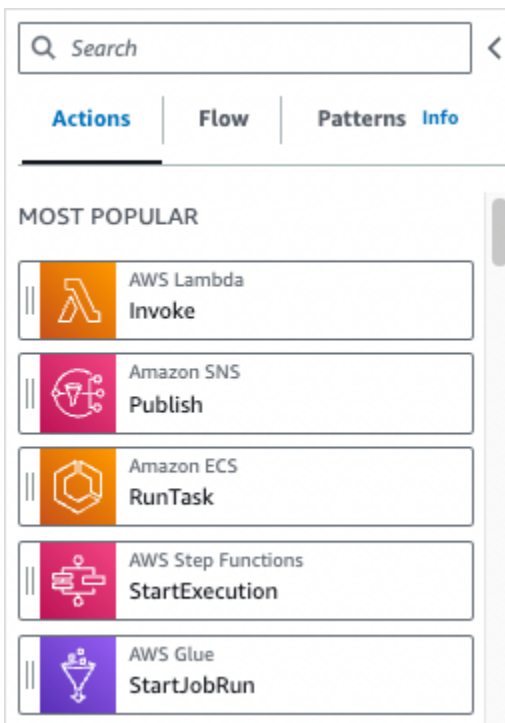 Search
Actions Flow Patterns Info
MOST POPULAR
AWS Lambda
Invoke
Amazon SNS
Publish
Amazon ECS
RunTask
AWS Step Functions
StartExecution
AWS Glue
StartJobRun